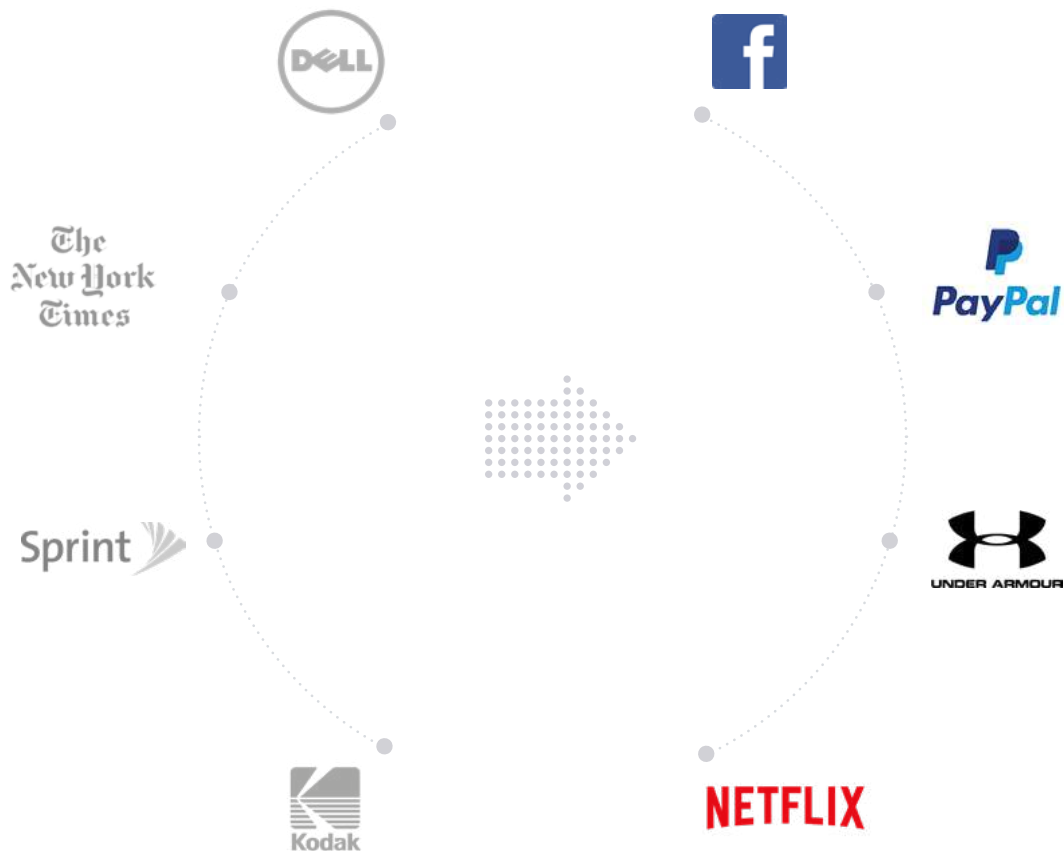 DELL
f
The
New York
Times
P
PayPal
Sprint
UNDER ARMOUR
Kodak
NETFLIX